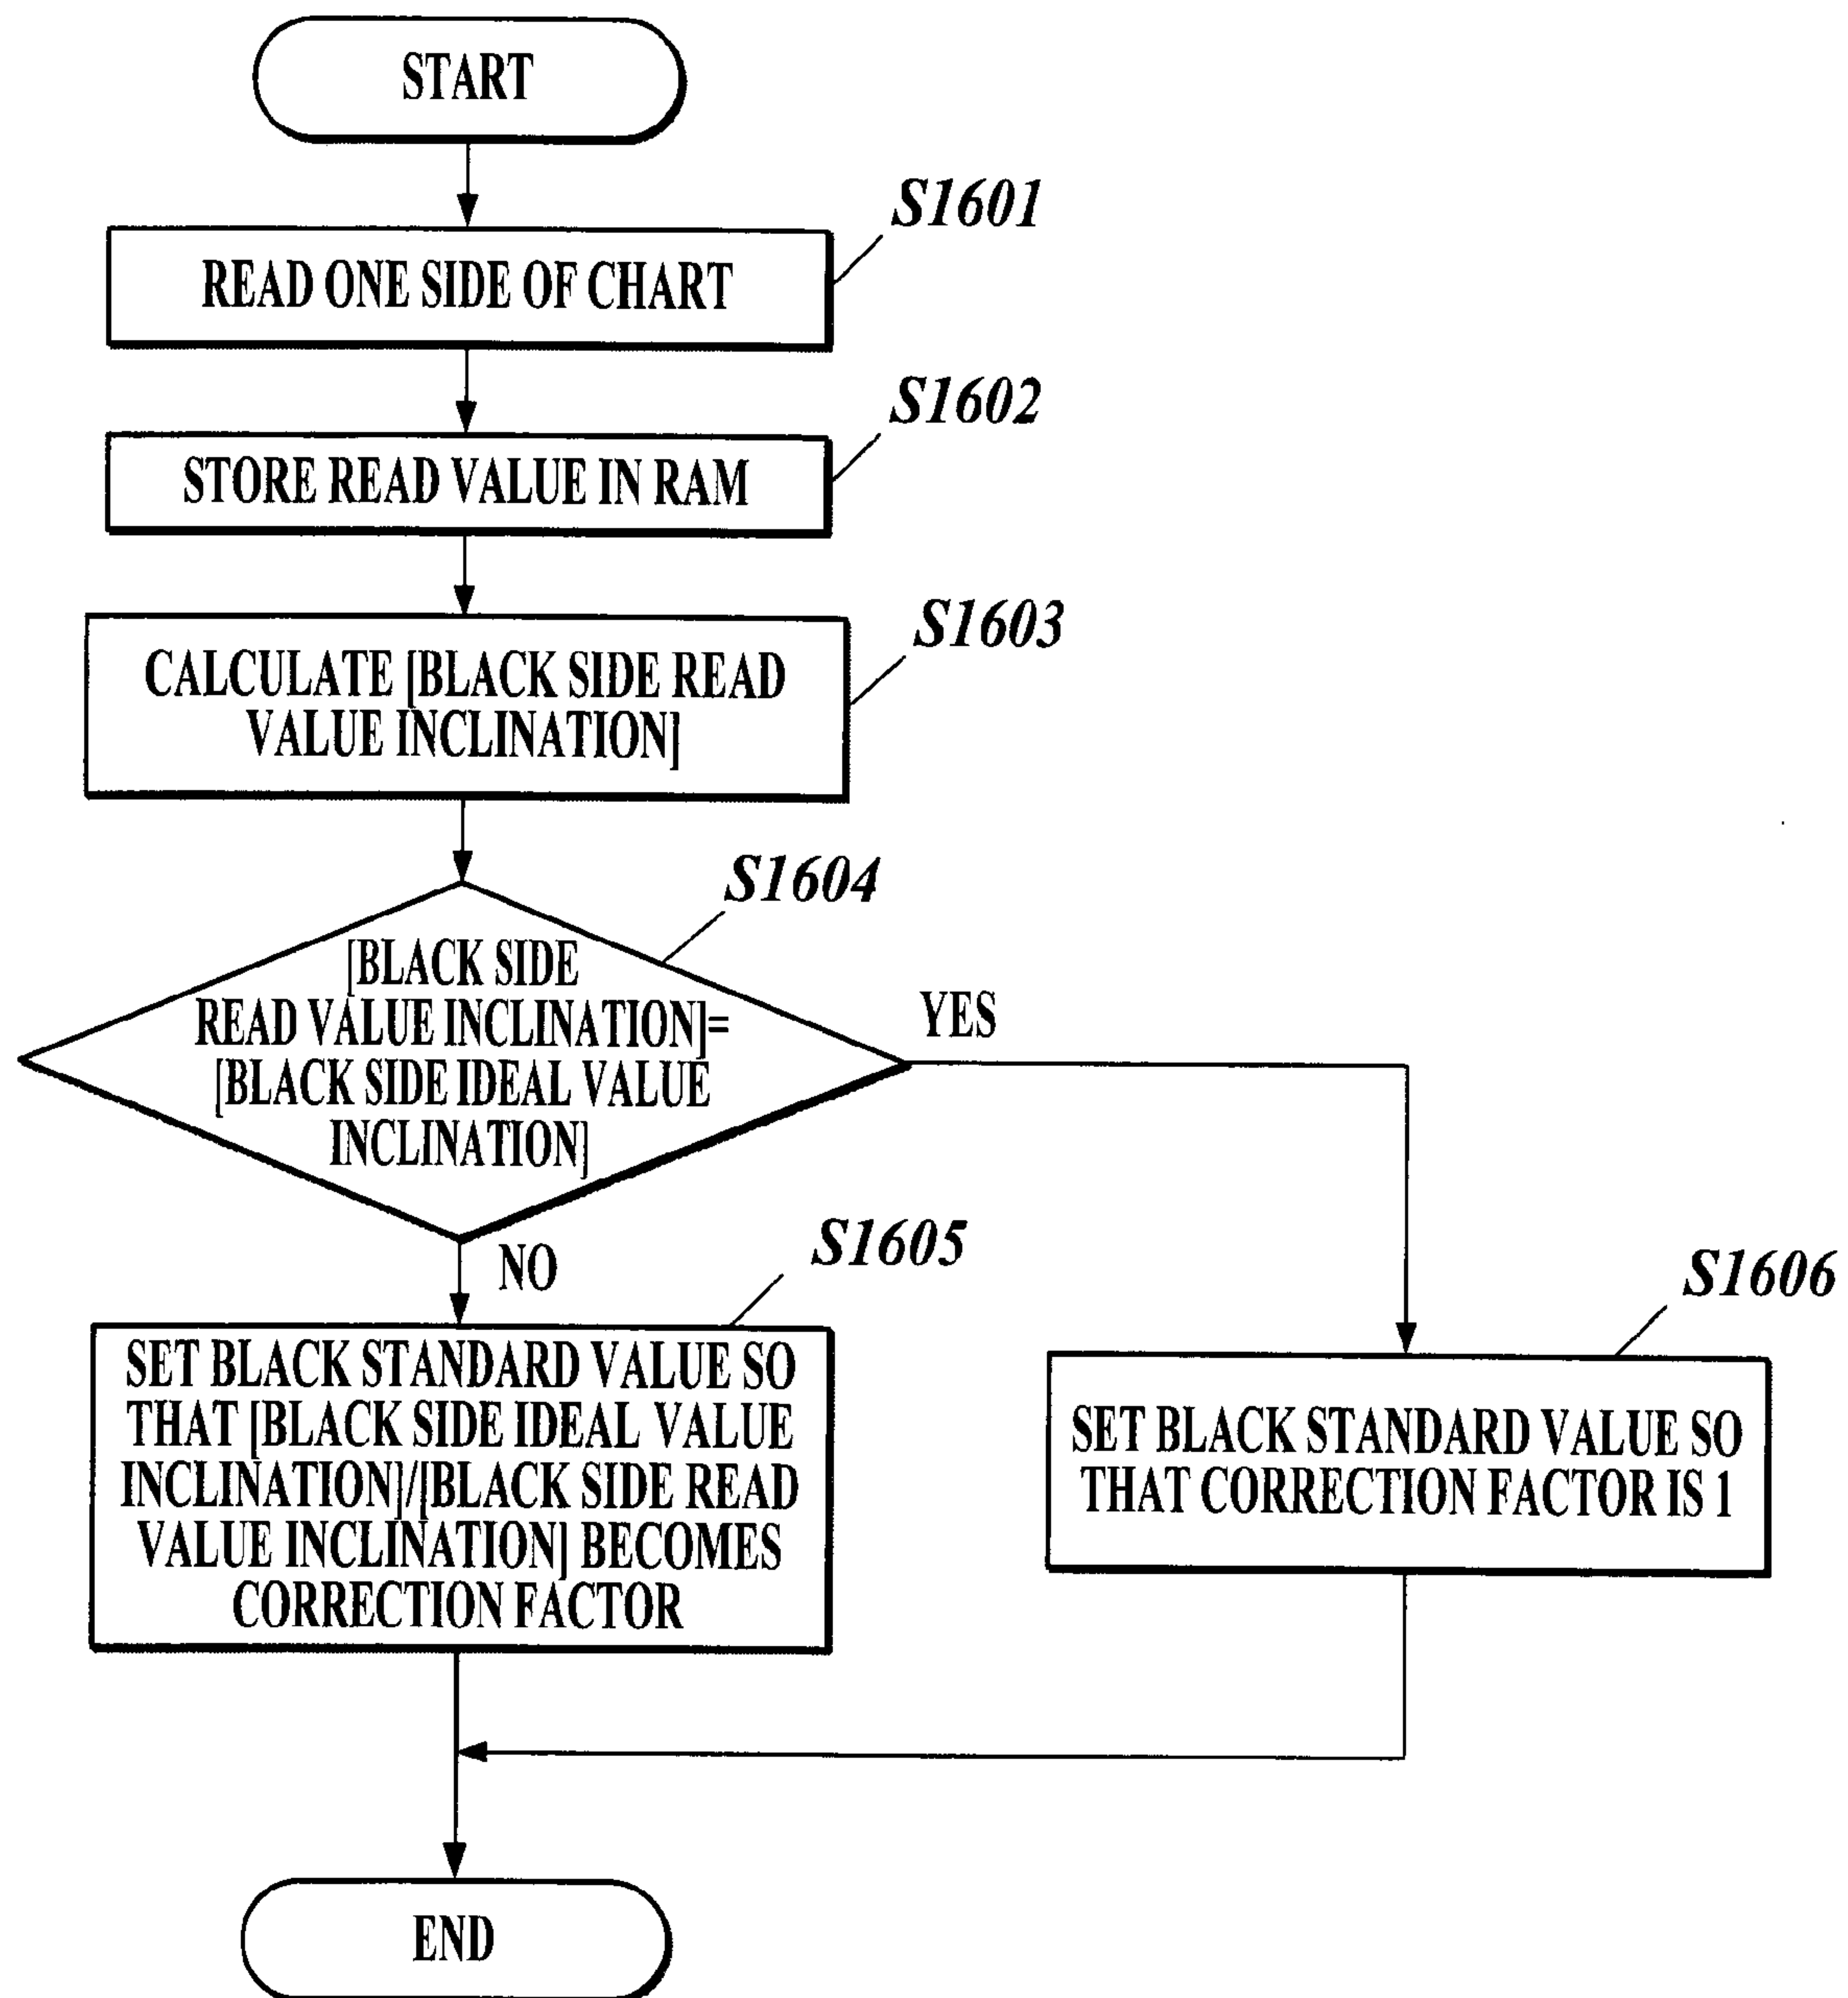 START
S1601
READ ONE SIDE OF CHART
S1602
STORE READ VALUE IN RAM
S1603
CALCULATE [BLACK SIDE READ
VALUE INCLINATION]
S1604
[BLACK SIDE
READ VALUE INCLINATION]=
[BLACK SIDE IDEAL VALUE
INCLINATION]
YES
NO
S1605
SET BLACK STANDARD VALUE SO
THAT [BLACK SIDE IDEAL VALUE
INCLINATION]/[BLACK SIDE READ
VALUE INCLINATION] BECOMES
CORRECTION FACTOR
S1606
SET BLACK STANDARD VALUE SO
THAT CORRECTION FACTOR IS 1
END